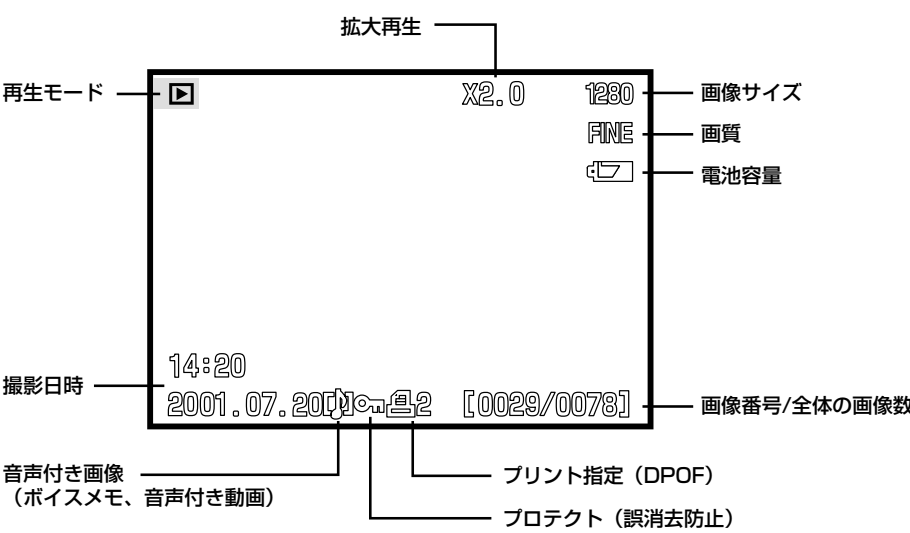 拡大再生
再生モード
X2.0
1280
画像サイズ
FINE
画質
電池容量
14:20
撮影日時
2001.07.20
2
[0029/0078]
画像番号/全体の画像数
音声付き画像
(ボイスメモ、音声付き動画)
プリント指定(DPOF)
プロテクト(誤消去防止)